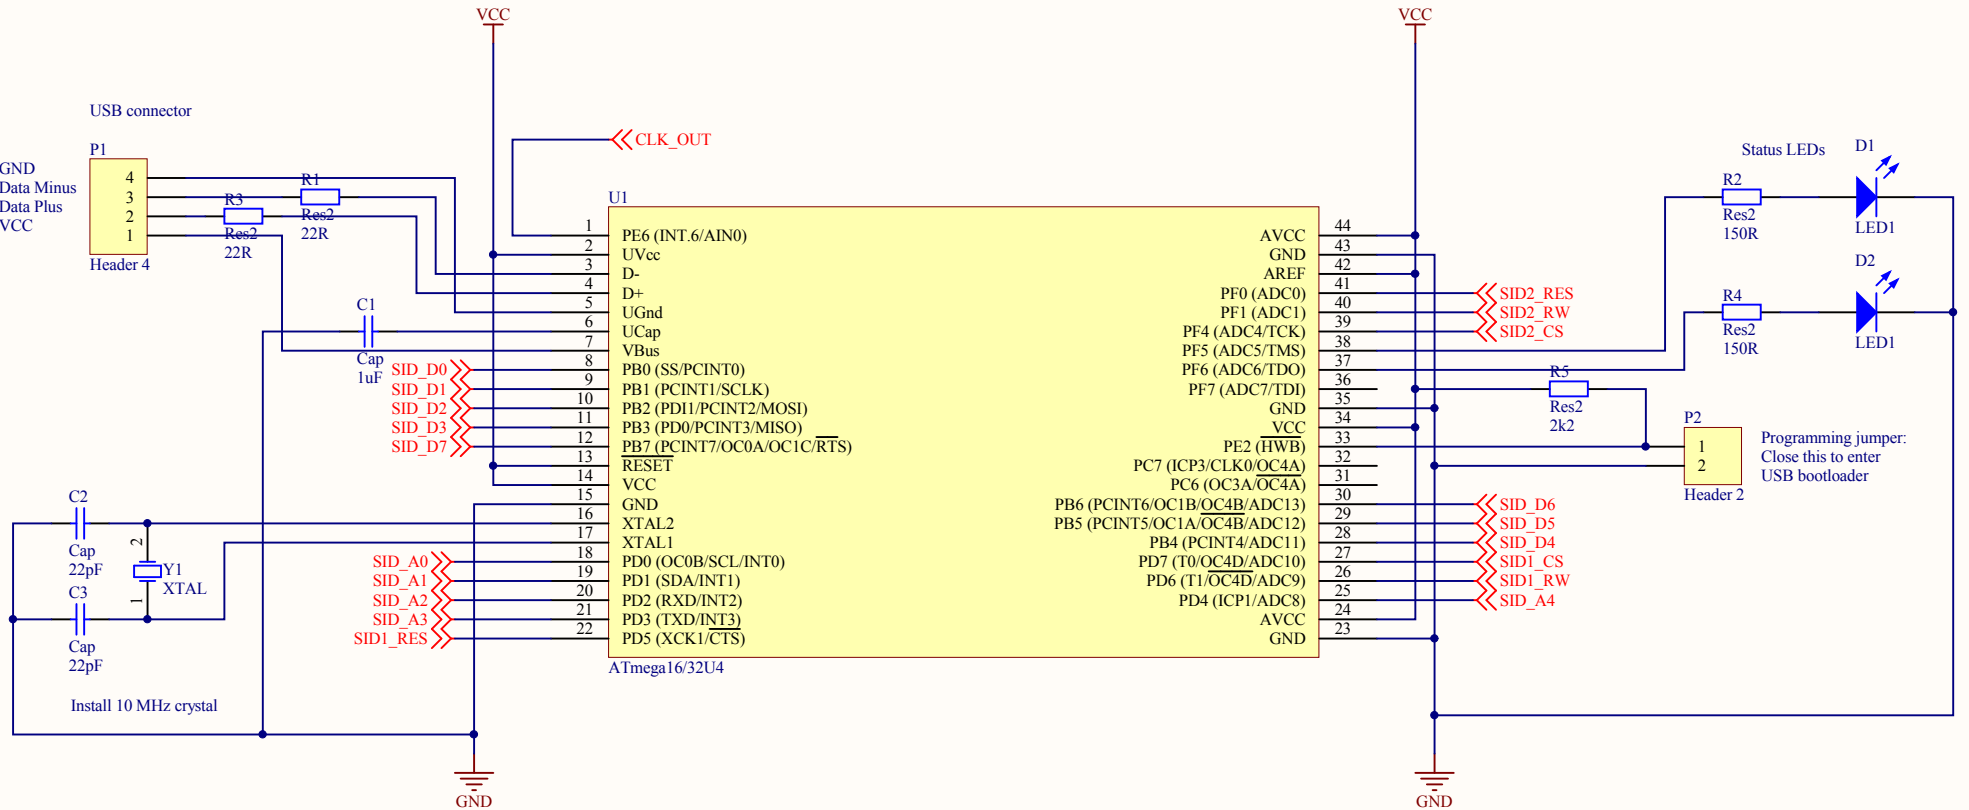 VCC
VCC
USB connector
P1
GND
Data Minus
Data Plus
VCC
4
3
2
1
Header 4
R1
Res2
22R
R3
Res2
22R
CLK_OUT
C1
Cap
1uF
SID_D0
SID_D1
SID_D2
SID_D3
SID_D7
C2
Cap
22pF
C3
Cap
22pF
2
1
Y1
XTAL
Install 10 MHz crystal
SID_A0
SID_A1
SID_A2
SID_A3
SID1_RES
GND
U1
1 PE6 (INT.6/AIN0)
2 UVcc
3 D-
4 D+
5 UGnd
6 UCap
7 VBus
8 PB0 (SS/PCINT0)
9 PB1 (PCINT1/SCLK)
10 PB2 (PDI1/PCINT2/MOSI)
11 PB3 (PD0/PCINT3/MISO)
12 PB7 (PCINT7/OC0A/OC1C/RTS)
13 RESET
14 VCC
15 GND
16 XTAL2
17 XTAL1
18 PD0 (OC0B/SCL/INT0)
19 PD1 (SDA/INT1)
20 PD2 (RXD/INT2)
21 PD3 (TXD/INT3)
22 PD5 (XCK1/CTS)
AVCC 44
GND 43
AREF 42
PF0 (ADC0) 41
PF1 (ADC1) 40
PF4 (ADC4/TCK) 39
PF5 (ADC5/TMS) 38
PF6 (ADC6/TDO) 37
PF7 (ADC7/TDI) 36
GND 35
VCC 34
PE2 (HWB) 33
PC7 (ICP3/CLK0/OC4A) 32
PC6 (OC3A/OC4A) 31
PB6 (PCINT6/OC1B/OC4B/ADC13) 30
PB5 (PCINT5/OC1A/OC4B/ADC12) 29
PB4 (PCINT4/ADC11) 28
PD7 (T0/OC4D/ADC10) 27
PD6 (T1/OC4D/ADC9) 26
PD4 (ICP1/ADC8) 25
AVCC 24
GND 23
ATmega16/32U4
SID2_RES
SID2_RW
SID2_CS
SID_D6
SID_D5
SID_D4
SID1_CS
SID1_RW
SID_A4
Status LEDs
R2
Res2
150R
D1
LED1
R4
Res2
150R
D2
LED1
R5
Res2
2k2
P2
1
2
Header 2
Programming jumper:
Close this to enter
USB bootloader
GND